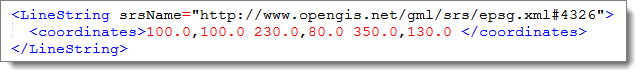 <LineString srsName="http://www.opengis.net/gml/srs/epsg.xml#4326">
<coordinates>100.0,100.0 230.0,80.0 350.0,130.0 </coordinates>
</LineString>